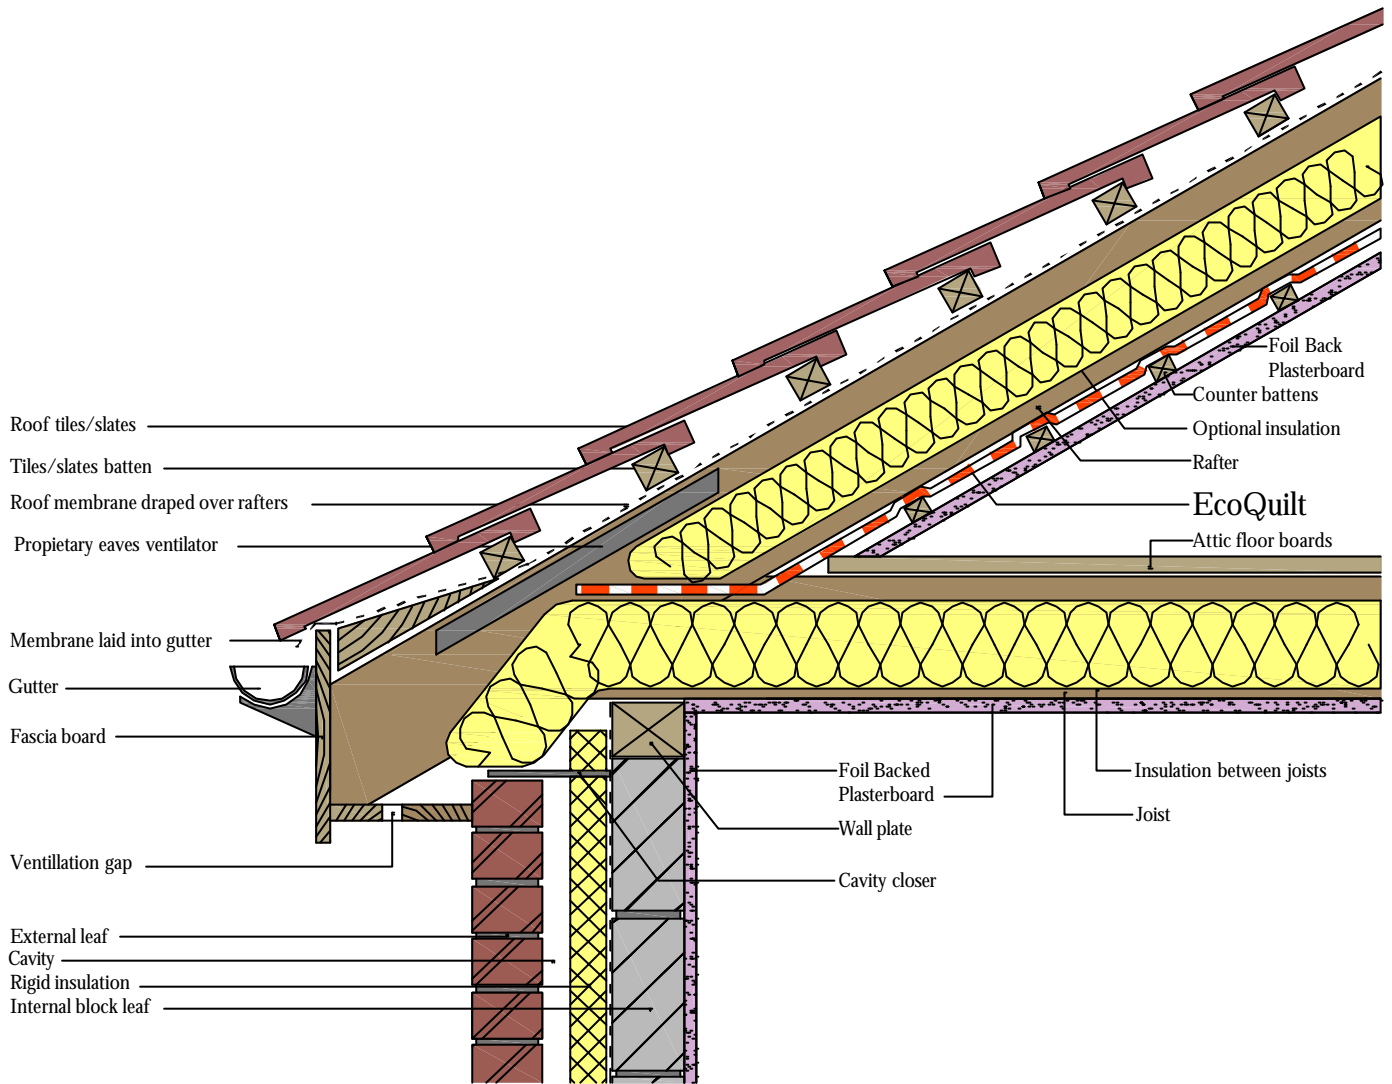 Roof tiles/slates
Tiles/slates batten
Roof membrane draped over rafters
Propietary eaves ventilator
Membrane laid into gutter
Gutter
Fascia board
Ventillation gap
External leaf
Cavity
Rigid insulation
Internal block leaf
Foil Back
Plasterboard
Counter battens
Optional insulation
Rafter
EcoQuilt
Attic floor boards
Foil Backed
Plasterboard
Wall plate
Cavity closer
Insulation between joists
Joist